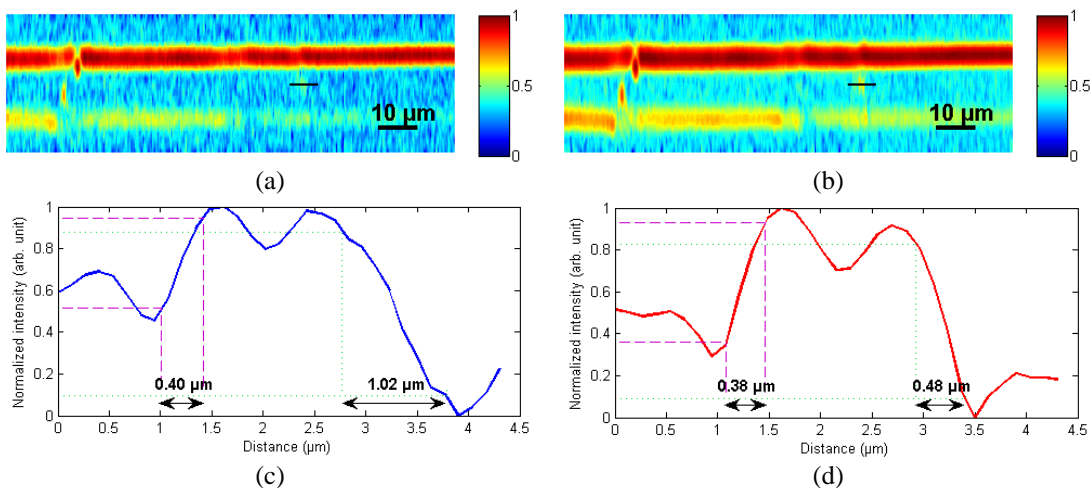 1
0.5
0
10 µm
(a)
1
0.5
0
10 µm
(b)
Normalized intensity (arb. unit)
1
0.8
0.6
0.4
0.2
0
0.40 µm
1.02 µm
0 0.5 1 1.5 2 2.5 3 3.5 4 4.5
Distance (µm)
(c)
Normalized intensity (arb. unit)
1
0.8
0.6
0.4
0.2
0
0.38 µm
0.48 µm
0 0.5 1 1.5 2 2.5 3 3.5 4 4.5
Distance (µm)
(d)